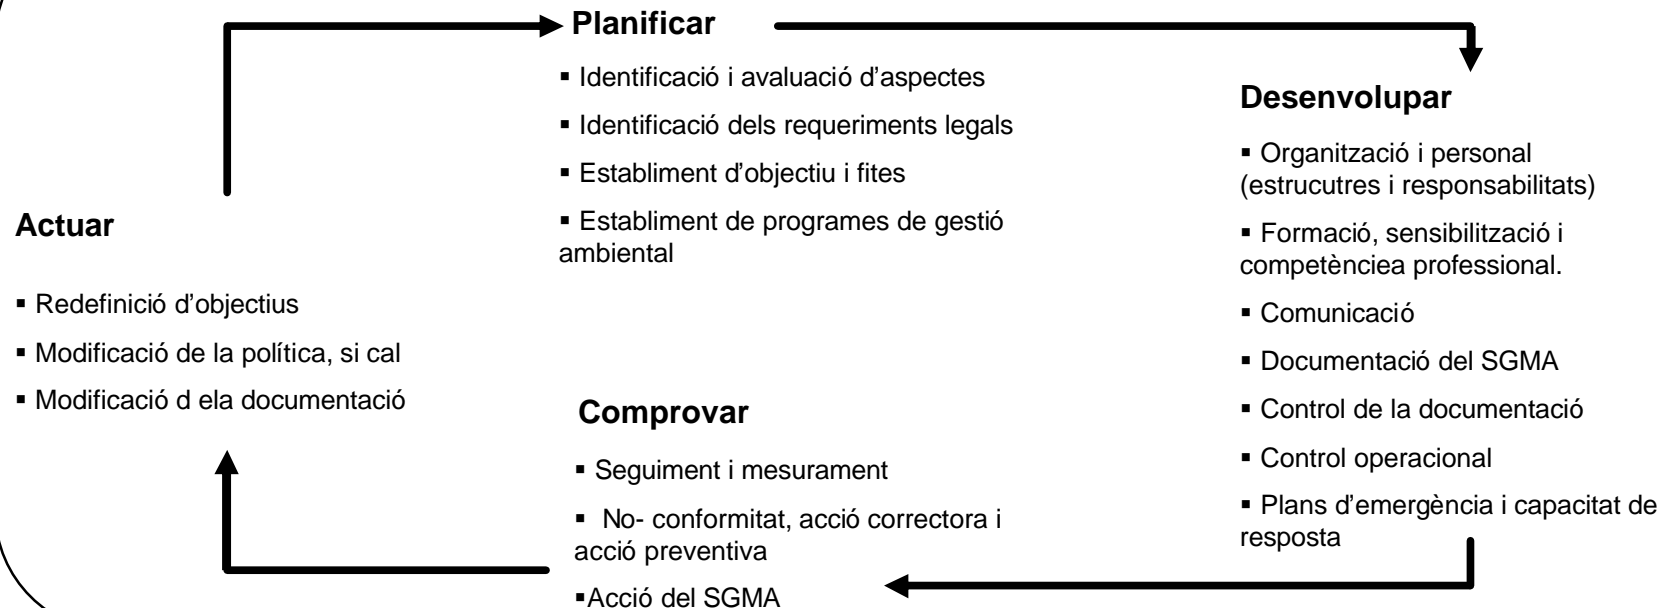 Planificar
▪ Identificació i avaluació d’aspectes
▪ Identificació dels requeriments legals
▪ Establiment d’objectiu i fites
▪ Establiment de programes de gestió
ambiental
Desenvolupar
▪ Organització i personal
(estrucutres i responsabilitats)
▪ Formació, sensibilització i
competènciea professional.
▪ Comunicació
▪ Documentació del SGMA
▪ Control de la documentació
▪ Control operacional
▪ Plans d’emergència i capacitat de
resposta
Comprovar
▪ Seguiment i mesurament
▪ No- conformitat, acció correctora i
acció preventiva
▪Acció del SGMA
Actuar
▪ Redefinició d’objectius
▪ Modificació de la política, si cal
▪ Modificació d ela documentació